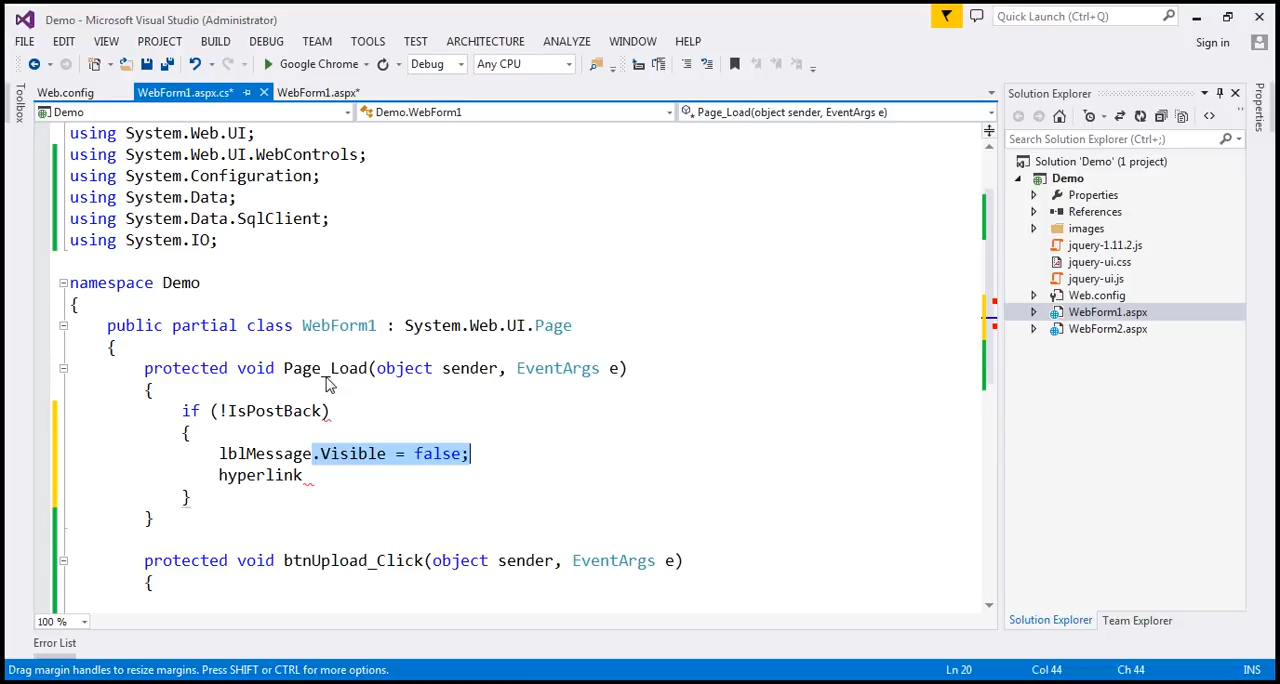 Demo - Microsoft Visual Studio (Administrator)
Quick Launch (Ctrl+Q)
FILE EDIT VIEW PROJECT BUILD DEBUG TEAM TOOLS TEST ARCHITECTURE ANALYZE WINDOW HELP
Sign in
Google Chrome Debug Any CPU
Toolbox
Web.config WebForm1.aspx.cs* WebForm1.aspx*
Demo Demo.WebForm1 Page_Load(object sender, EventArgs e)
using System.Web.UI;
using System.Web.UI.WebControls;
using System.Configuration;
using System.Data;
using System.Data.SqlClient;
using System.IO;
namespace Demo
{
public partial class WebForm1 : System.Web.UI.Page
{
protected void Page_Load(object sender, EventArgs e)
{
if (!IsPostBack)
{
lblMessage.Visible = false;
hyperlink
}
}
protected void btnUpload_Click(object sender, EventArgs e)
{
100 %
Error List
Solution Explorer
Search Solution Explorer (Ctrl+;)
Solution 'Demo' (1 project)
Demo
Properties
References
images
jquery-1.11.2.js
jquery-ui.css
jquery-ui.js
Web.config
WebForm1.aspx
WebForm2.aspx
Solution Explorer Team Explorer
Properties
Drag margin handles to resize margins. Press SHIFT or CTRL for more options.
Ln 20 Col 44 Ch 44 INS